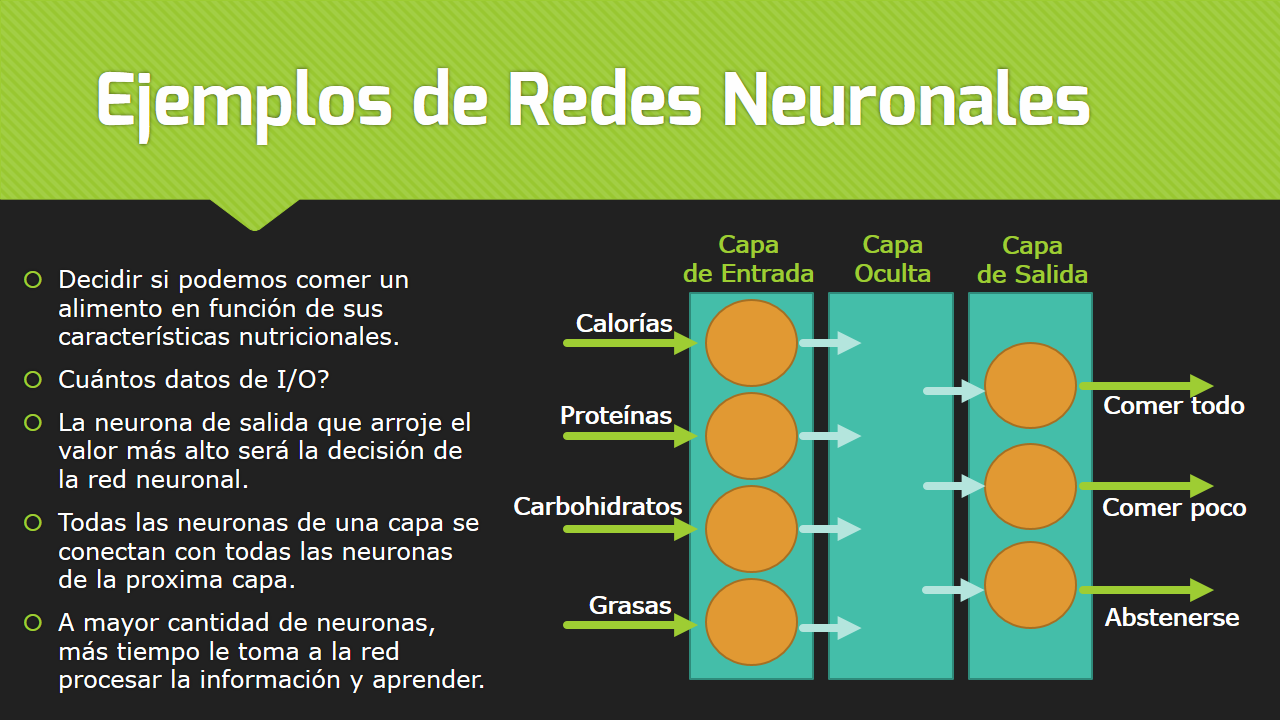 Ejemplos de Redes Neuronales
Decidir si podemos comer un
alimento en función de sus
características nutricionales.
Cuántos datos de I/O?
La neurona de salida que arroje el
valor más alto será la decisión de
la red neuronal.
Todas las neuronas de una capa se
conectan con todas las neuronas
de la proxima capa.
A mayor cantidad de neuronas,
más tiempo le toma a la red
procesar la información y aprender.
Capa
de Entrada
Capa
Oculta
Capa
de Salida
Calorías
Proteínas
Carbohidratos
Grasas
Comer todo
Comer poco
Abstenerse